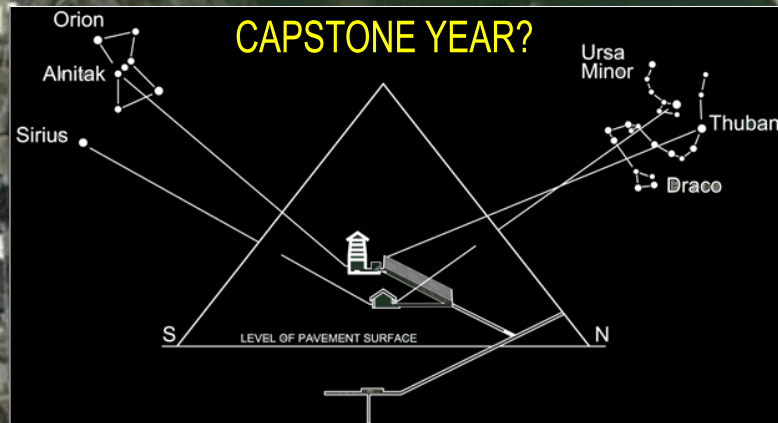 CAPSTONE YEAR?
Orion
Alnitak
Sirius
Ursa
Minor
Thuban
Draco
S
LEVEL OF PAVEMENT SURFACE
N